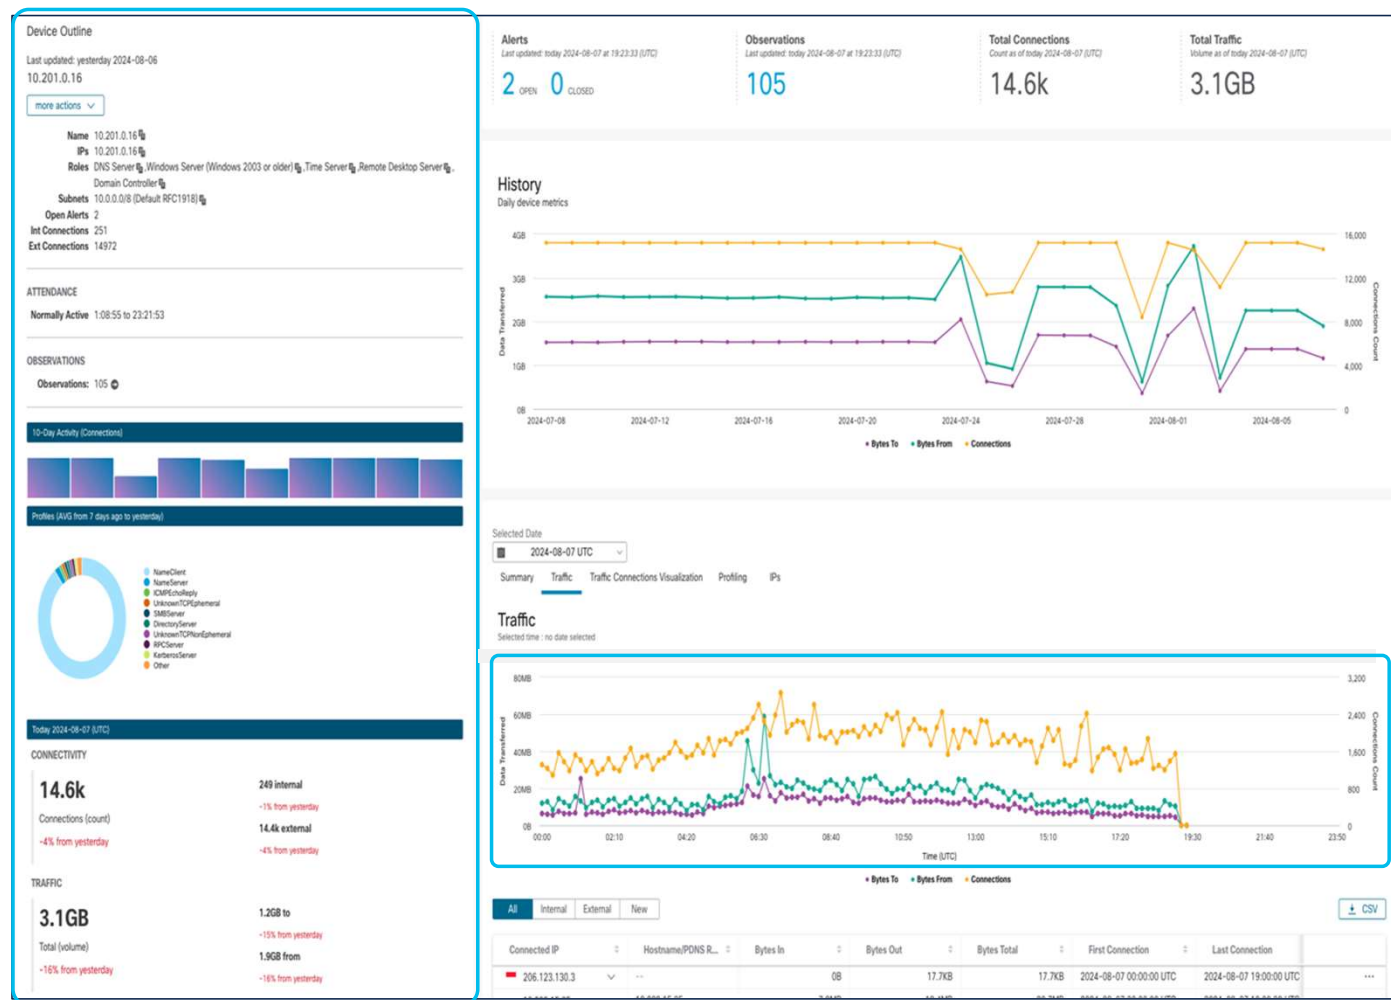 Device Outline
Last updated: yesterday 2024-08-06
10.201.0.16
more actions
Name 10.201.0.16
IPs 10.201.0.16
Roles DNS Server, Windows Server (Windows 2003 or older), Time Server, Remote Desktop Server,
Domain Controller
Subnets 10.0.0.0/8 (Default RFC1918)
Open Alerts 2
Int Connections 251
Ext Connections 14972
ATTENDANCE
Normally Active 1:08:55 to 23:21:53
OBSERVATIONS
Observations: 105
10-Day Activity (Connections)
Profiles (AVG from 7 days ago to yesterday)
NameClient
NameServer
ICMPEchoReply
UnknownTCPEphemeral
SMBServer
DirectoryServer
UnknownTCPNonEphemeral
RPCServer
KerberosServer
Other
Today 2024-08-07 (UTC)
CONNECTIVITY
14.6k
Connections (count)
-4% from yesterday
249 internal
-1% from yesterday
14.4k external
-4% from yesterday
TRAFFIC
3.1GB
Total (volume)
-16% from yesterday
1.2GB to
-15% from yesterday
1.9GB from
-16% from yesterday
Alerts
Last updated: today 2024-08-07 at 19:23:33 (UTC)
2 OPEN 0 CLOSED
Observations
Last updated: today 2024-08-07 at 19:23:33 (UTC)
105
Total Connections
Count as of today 2024-08-07 (UTC)
14.6k
Total Traffic
Volume as of today 2024-08-07 (UTC)
3.1GB
History
Daily device metrics
4GB
3GB
2GB
1GB
0B
Data Transferred
16,000
12,000
8,000
4,000
0
Connections Count
2024-07-08 2024-07-12 2024-07-16 2024-07-20 2024-07-24 2024-07-28 2024-08-01 2024-08-05
Bytes To Bytes From Connections
Selected Date
2024-08-07 UTC
Summary Traffic Traffic Connections Visualization Profiling IPs
Traffic
Selected time : no date selected
80MB
60MB
40MB
20MB
0B
Data Transferred
3,200
2,400
1,600
800
0
Connections Count
00:00 02:10 04:20 06:30 08:40 10:50 13:00 15:10 17:20 19:30 21:40 23:50
Time (UTC)
Bytes To Bytes From Connections
All Internal External New
CSV
Connected IP Hostname/PDNS R... Bytes In Bytes Out Bytes Total First Connection Last Connection
206.123.130.3 -- 0B 17.7KB 17.7KB 2024-08-07 00:00:00 UTC 2024-08-07 19:00:00 UTC ...